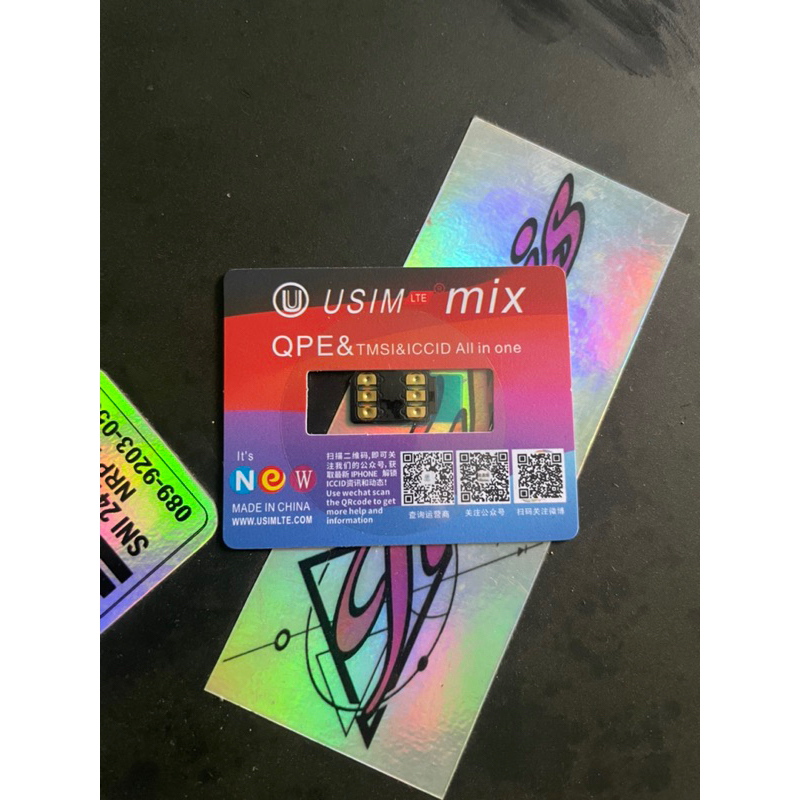 USIM LTE ® mix
QPE&TMSI&ICCID All in one
It's
New
MADE IN CHINA
WWW.USIMLTE.COM
扫描二维码,即可关
注我们的公众号,获
取最新 IPHONE 解锁
ICCID资讯和动态!
Use wechat scan
the QRcode to get
more help and
information
查询运营商
关注公众号
扫码关注微博
SNI 24
NRP
089-9203-05